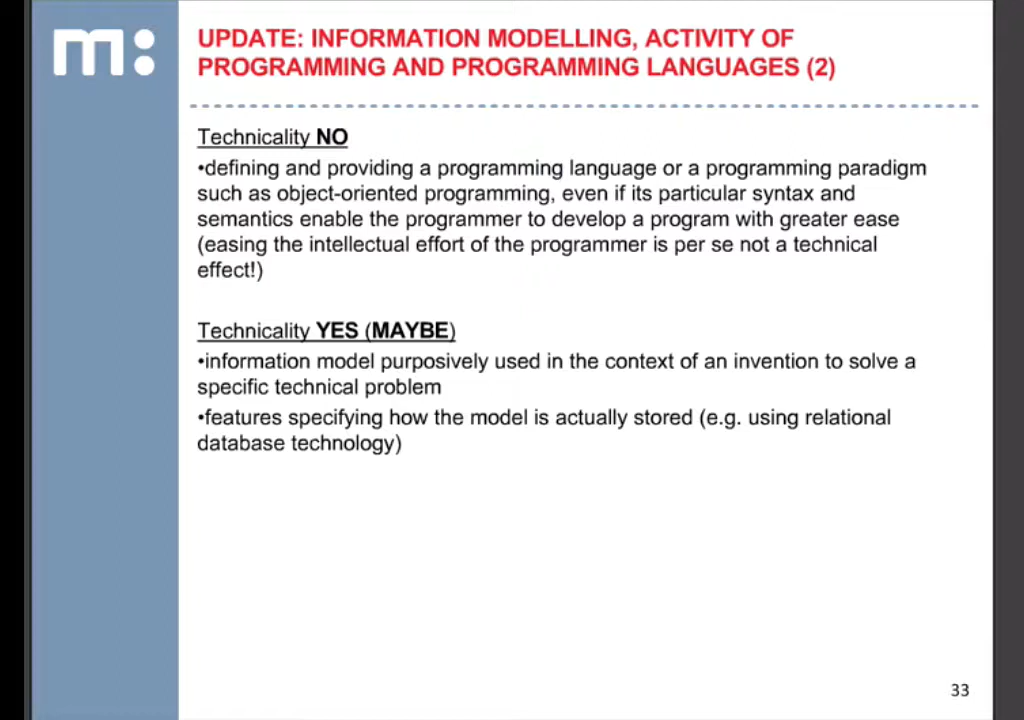 m:
UPDATE: INFORMATION MODELLING, ACTIVITY OF
PROGRAMMING AND PROGRAMMING LANGUAGES (2)
Technicality NO
•defining and providing a programming language or a programming paradigm
such as object-oriented programming, even if its particular syntax and
semantics enable the programmer to develop a program with greater ease
(easing the intellectual effort of the programmer is per se not a technical
effect!)
Technicality YES (MAYBE)
•information model purposively used in the context of an invention to solve a
specific technical problem
•features specifying how the model is actually stored (e.g. using relational
database technology)
33